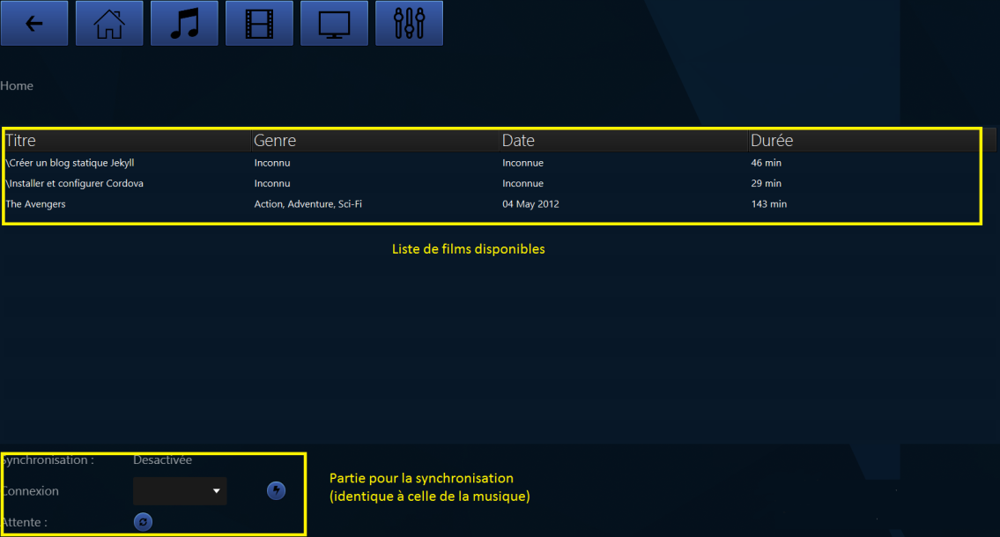 Home
Titre Genre Date Durée
\Créer un blog statique Jekyll Inconnu Inconnue 46 min
\Installer et configurer Cordova Inconnu Inconnue 29 min
The Avengers Action, Adventure, Sci-Fi 04 May 2012 143 min
Liste de films disponibles
Synchronisation : Desactivée
Partie pour la synchronisation
(identique à celle de la musique)
Connexion
Attente :